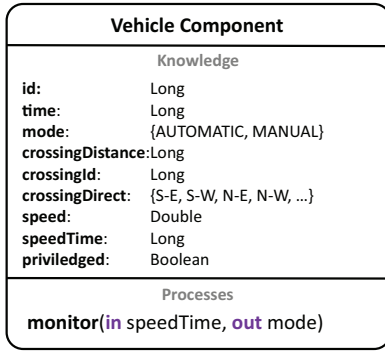 Vehicle Component
Knowledge
id: Long
time: Long
mode: {AUTOMATIC, MANUAL}
crossingDistance:Long
crossingId: Long
crossingDirect: {S-E, S-W, N-E, N-W, ...}
speed: Double
speedTime: Long
priviledged: Boolean
Processes
monitor(in speedTime, out mode)